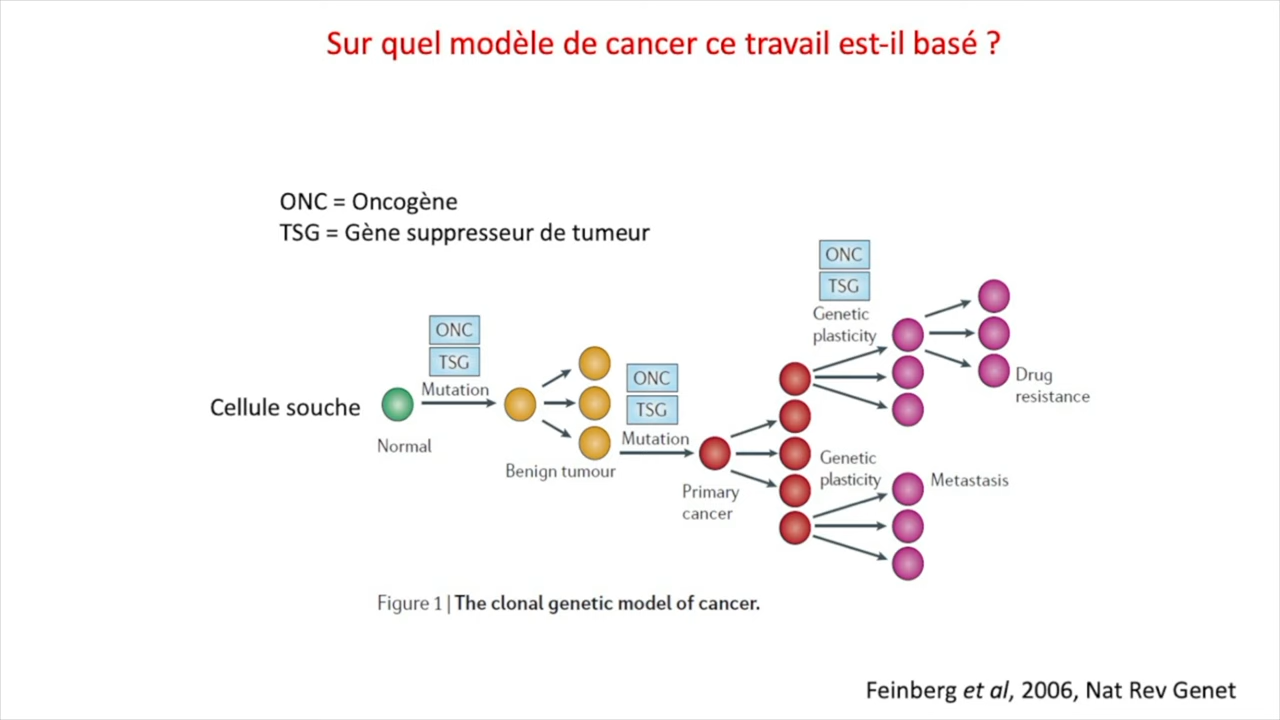 Sur quel modèle de cancer ce travail est-il basé ?
ONC = Oncogène
TSG = Gène suppresseur de tumeur
ONC
TSG
Genetic
plasticity
ONC
TSG
Mutation
ONC
TSG
Mutation
Drug
resistance
Cellule souche
Normal
Benign tumour
Primary
cancer
Genetic
plasticity
Metastasis
Figure 1 | The clonal genetic model of cancer.
Feinberg et al, 2006, Nat Rev Genet